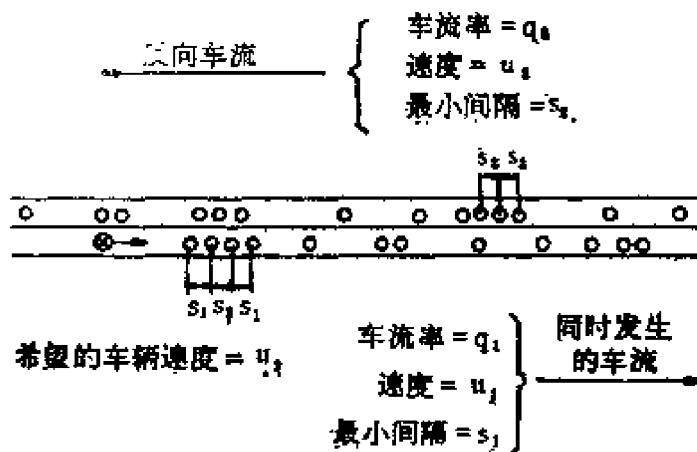 反向车流
车流率=q₂
速度=u₂
最小间隔=s₂
s₂ s₂
s₁ s₁ s₁
希望的车辆速度=u
车流率=q₁
速度=u₁
最小间隔=s₁
同时发生
的车流